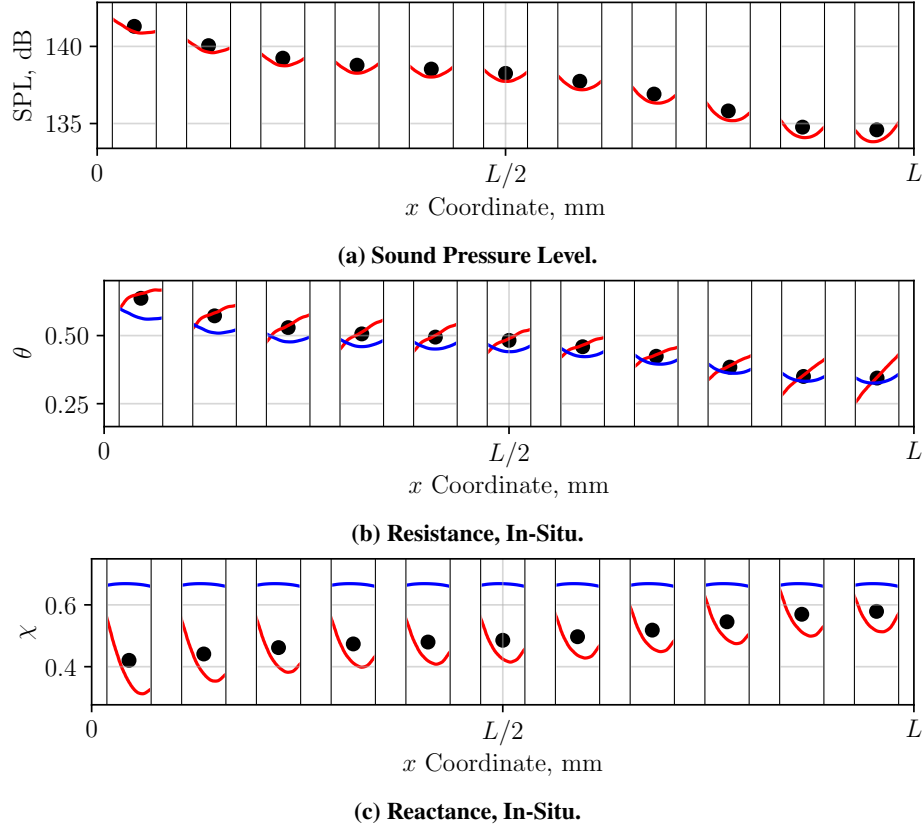 140
135
SPL, dB
0
L/2
L
x Coordinate, mm
(a) Sound Pressure Level.
0.50
0.25
θ
0
L/2
L
x Coordinate, mm
(b) Resistance, In-Situ.
0.6
0.4
χ
0
L/2
L
x Coordinate, mm
(c) Reactance, In-Situ.